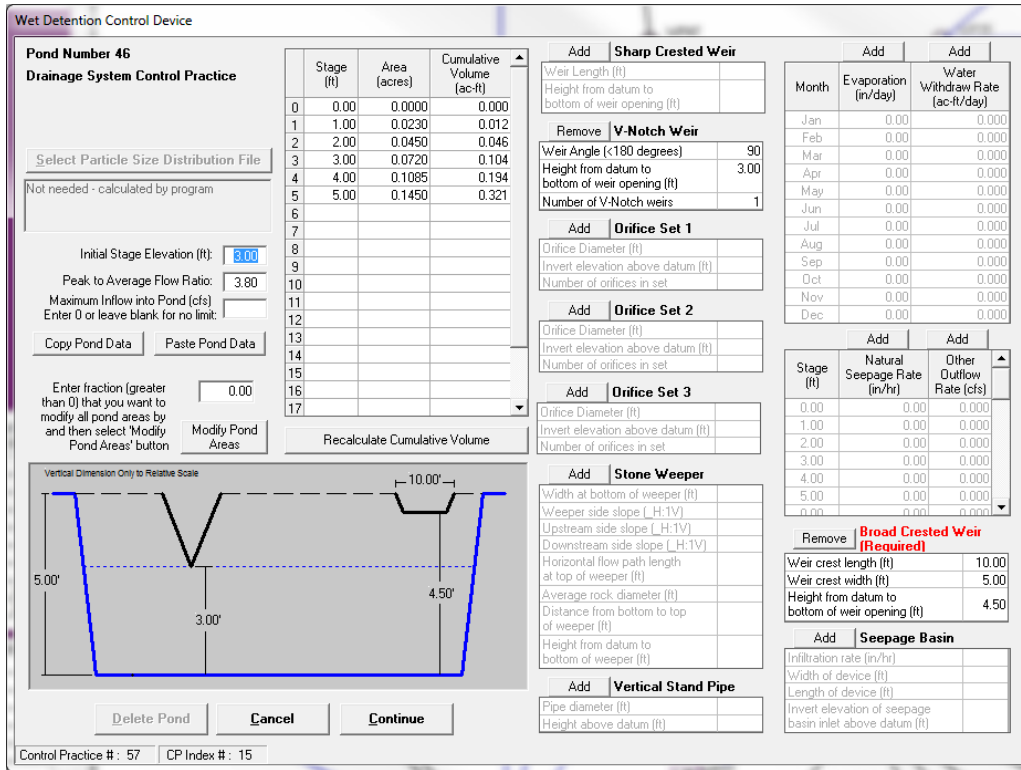 Wet Detention Control Device
Pond Number 46
Drainage System Control Practice
Select Particle Size Distribution File
Not needed - calculated by program
Initial Stage Elevation (ft): 3.00
Peak to Average Flow Ratio: 3.80
Maximum Inflow into Pond (cfs)
Enter 0 or leave blank for no limit:
Copy Pond Data Paste Pond Data
Enter fraction (greater 0.00
than 0) that you want to
modify all pond areas by
and then select 'Modify
Pond Areas' button
Modify Pond
Areas
Stage
(ft)
Area
(acres)
Cumulative
Volume
(ac-ft)
0 0.00 0.0000 0.000
1 1.00 0.0230 0.012
2 2.00 0.0450 0.046
3 3.00 0.0720 0.104
4 4.00 0.1085 0.194
5 5.00 0.1450 0.321
6
7
8
9
10
11
12
13
14
15
16
17
Recalculate Cumulative Volume
Vertical Dimension Only to Relative Scale
10.00'
5.00'
3.00'
4.50'
Delete Pond Cancel Continue
Control Practice # : 57 CP Index # : 15
Add Sharp Crested Weir
Weir Length (ft)
Height from datum to
bottom of weir opening (ft)
Remove V-Notch Weir
Weir Angle (<180 degrees) 90
Height from datum to 3.00
bottom of weir opening (ft)
Number of V-Notch weirs 1
Add Orifice Set 1
Orifice Diameter (ft)
Invert elevation above datum (ft)
Number of orifices in set
Add Orifice Set 2
Orifice Diameter (ft)
Invert elevation above datum (ft)
Number of orifices in set
Add Orifice Set 3
Orifice Diameter (ft)
Invert elevation above datum (ft)
Number of orifices in set
Add Stone Weeper
Width at bottom of weeper (ft)
Weeper side slope (_H:1V)
Upstream side slope (_H:1V)
Downstream side slope (_H:1V)
Horizontal flow path length
at top of weeper (ft)
Average rock diameter (ft)
Distance from bottom to top
of weeper (ft)
Height from datum to
bottom of weeper (ft)
Add Vertical Stand Pipe
Pipe diameter (ft)
Height above datum (ft)
Add Add
Month
Evaporation
(in/day)
Water
Withdraw Rate
(ac-ft/day)
Jan 0.00 0.000
Feb 0.00 0.000
Mar 0.00 0.000
Apr 0.00 0.000
May 0.00 0.000
Jun 0.00 0.000
Jul 0.00 0.000
Aug 0.00 0.000
Sep 0.00 0.000
Oct 0.00 0.000
Nov 0.00 0.000
Dec 0.00 0.000
Add Add
Stage
(ft)
Natural
Seepage Rate
(in/hr)
Other
Outflow
Rate (cfs)
0.00 0.00 0.000
1.00 0.00 0.000
2.00 0.00 0.000
3.00 0.00 0.000
4.00 0.00 0.000
5.00 0.00 0.000
0.00 0.00 0.000
Remove Broad Crested Weir
(Required)
Weir crest length (ft) 10.00
Weir crest width (ft) 5.00
Height from datum to 4.50
bottom of weir opening (ft)
Add Seepage Basin
Infiltration rate (in/hr)
Width of device (ft)
Length of device (ft)
Invert elevation of seepage
basin inlet above datum (ft)